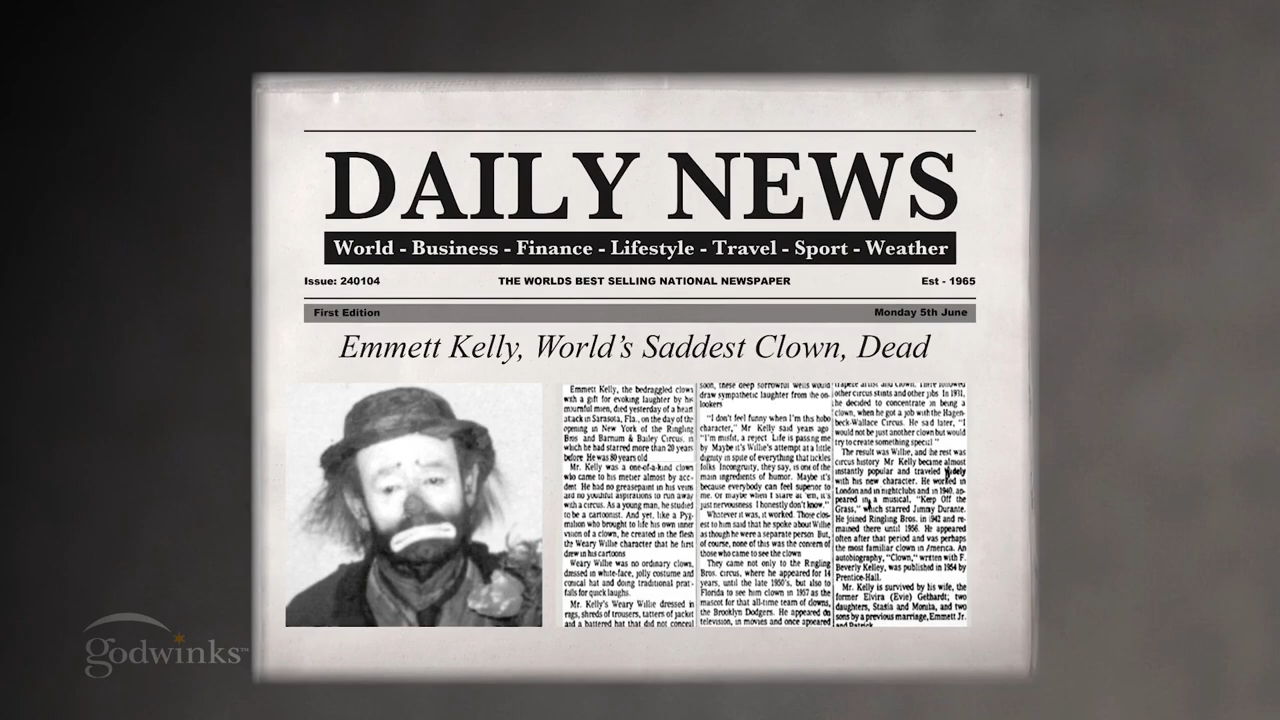 DAILY NEWS
World - Business - Finance - Lifestyle - Travel - Sport - Weather
Issue: 240104 THE WORLDS BEST SELLING NATIONAL NEWSPAPER Est - 1965
First Edition Monday 5th June
Emmett Kelly, World's Saddest Clown, Dead
Emmett Kelly, the bedraggled clown
with a gift for evoking laughter by his
mournful mien, died yesterday of a heart
attack in Sarasota, Fla., on the day of the
opening in New York of the Ringling
Bros and Barnum & Bailey Circus, in
which he had starred more than 20 years
before He was 80 years old
Mr. Kelly was a one-of-a-kind clown
who came to his metier almost by acc-
dent He had no greasepaint in his veins
and no youthful aspirations to run away
with a circus. As a young man, he studied
to be a cartoonist. And yet, like a Pyg-
malion who brought to life his own inner
vision of a clown, he created in the flesh
the Weary Willie character that he first
drew in his cartoons
Weary Willie was no ordinary clown,
dressed in white-face, jolly costume and
conical hat and doing traditional prat-
falls for quick laughs.
Mr. Kelly's Weary Willie dressed in
rags, shreds of trousers, tatters of jacket
and a battered hat that did not conceal
soon, these deep sorrowful wells would
draw sympathetic laughter from the on-
lookers
"I don't feel funny when I'm this hobo
character," Mr Kelly said years ago
"I'm misfit, a reject Life is passing me
by Maybe it's Willie's attempt at a little
dignity in spite of everything that tickles
folks Incongruity, they say, is one of the
main ingredients of humor. Maybe it's
because everybody can feel superior to
me. Or maybe when I stare at 'em, it's
just nervousness I honestly don't know."
Whatever it was, it worked. Those clos-
est to him said that he spoke about Willie
as though he were a separate person But,
of course, none of this was the concern of
those who came to see the clown
They came not only to the Ringling
Bros. circus, where he appeared for 14
years, until the late 1950's, but also to
Florida to see him clown in 1957 as the
mascot for that all-time team of clowns,
the Brooklyn Dodgers. He appeared on
television, in movies and once appeared
trapeze artist and clown. There followed
other circus stints and other jobs In 1931,
he decided to concentrate in being a
clown, when he got a job with the Hagen-
beck-Wallace Circus. He said later, "I
would not be just another clown but would
try to create something special"
The result was Willie, and the rest was
circus history Mr Kelly became almost
instantly popular and traveled widely
with his new character. He worked in
London and in nightclubs and in 1940, ap-
peared in a musical, "Keep Off the
Grass," which starred Jimmy Durante.
He joined Ringling Bros. in 1942 and re-
mained there until 1956. He appeared
often after that period and was perhaps
the most familiar clown in America. An
autobiography, "Clown," written with F.
Beverly Kelley, was published in 1954 by
Prentice-Hall.
Mr. Kelly is survived by his wife, the
former Elvira (Evie) Gebhardt; two
daughters, Stasia and Monita, and two
sons by a previous marriage, Emmett Jr.
and Patrick
godwinks™